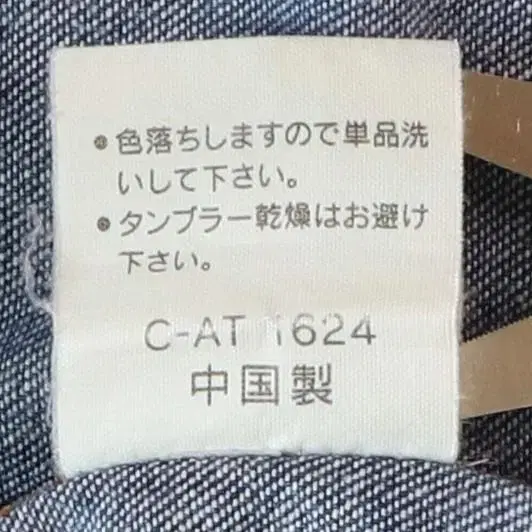 ●色落ちしますので単品洗
いして下さい。
●タンブラー乾燥はお避け
下さい。
C-AT 1624
中国製